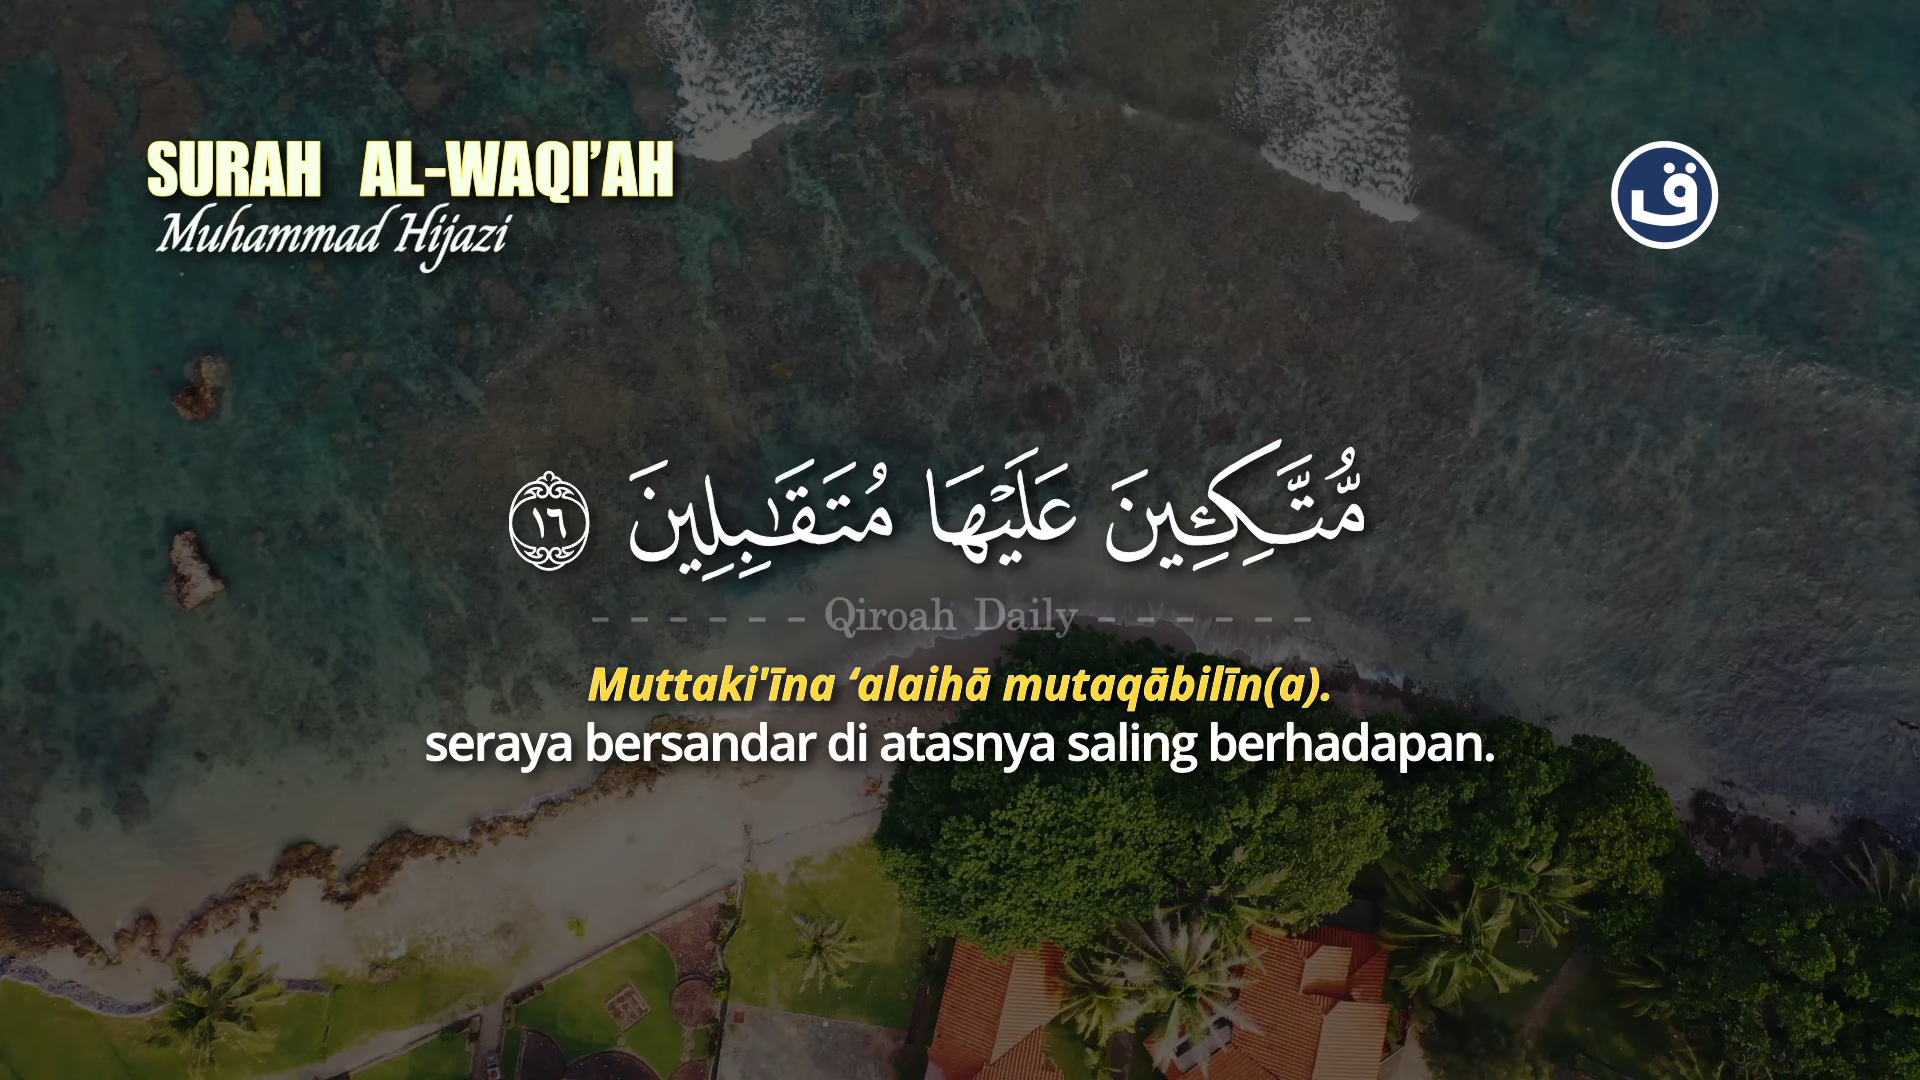 SURAH AL-WAQI’AH
Muhammad Hijazi
ق
مُّتَّكِـِٔينَ عَلَيْهَا مُتَقَـٰبِلِينَ ١٦
- - - - - - Qiroah Daily - - - - - -
Muttaki'īna ‘alaihā mutaqābilīn(a).
seraya bersandar di atasnya saling berhadapan.